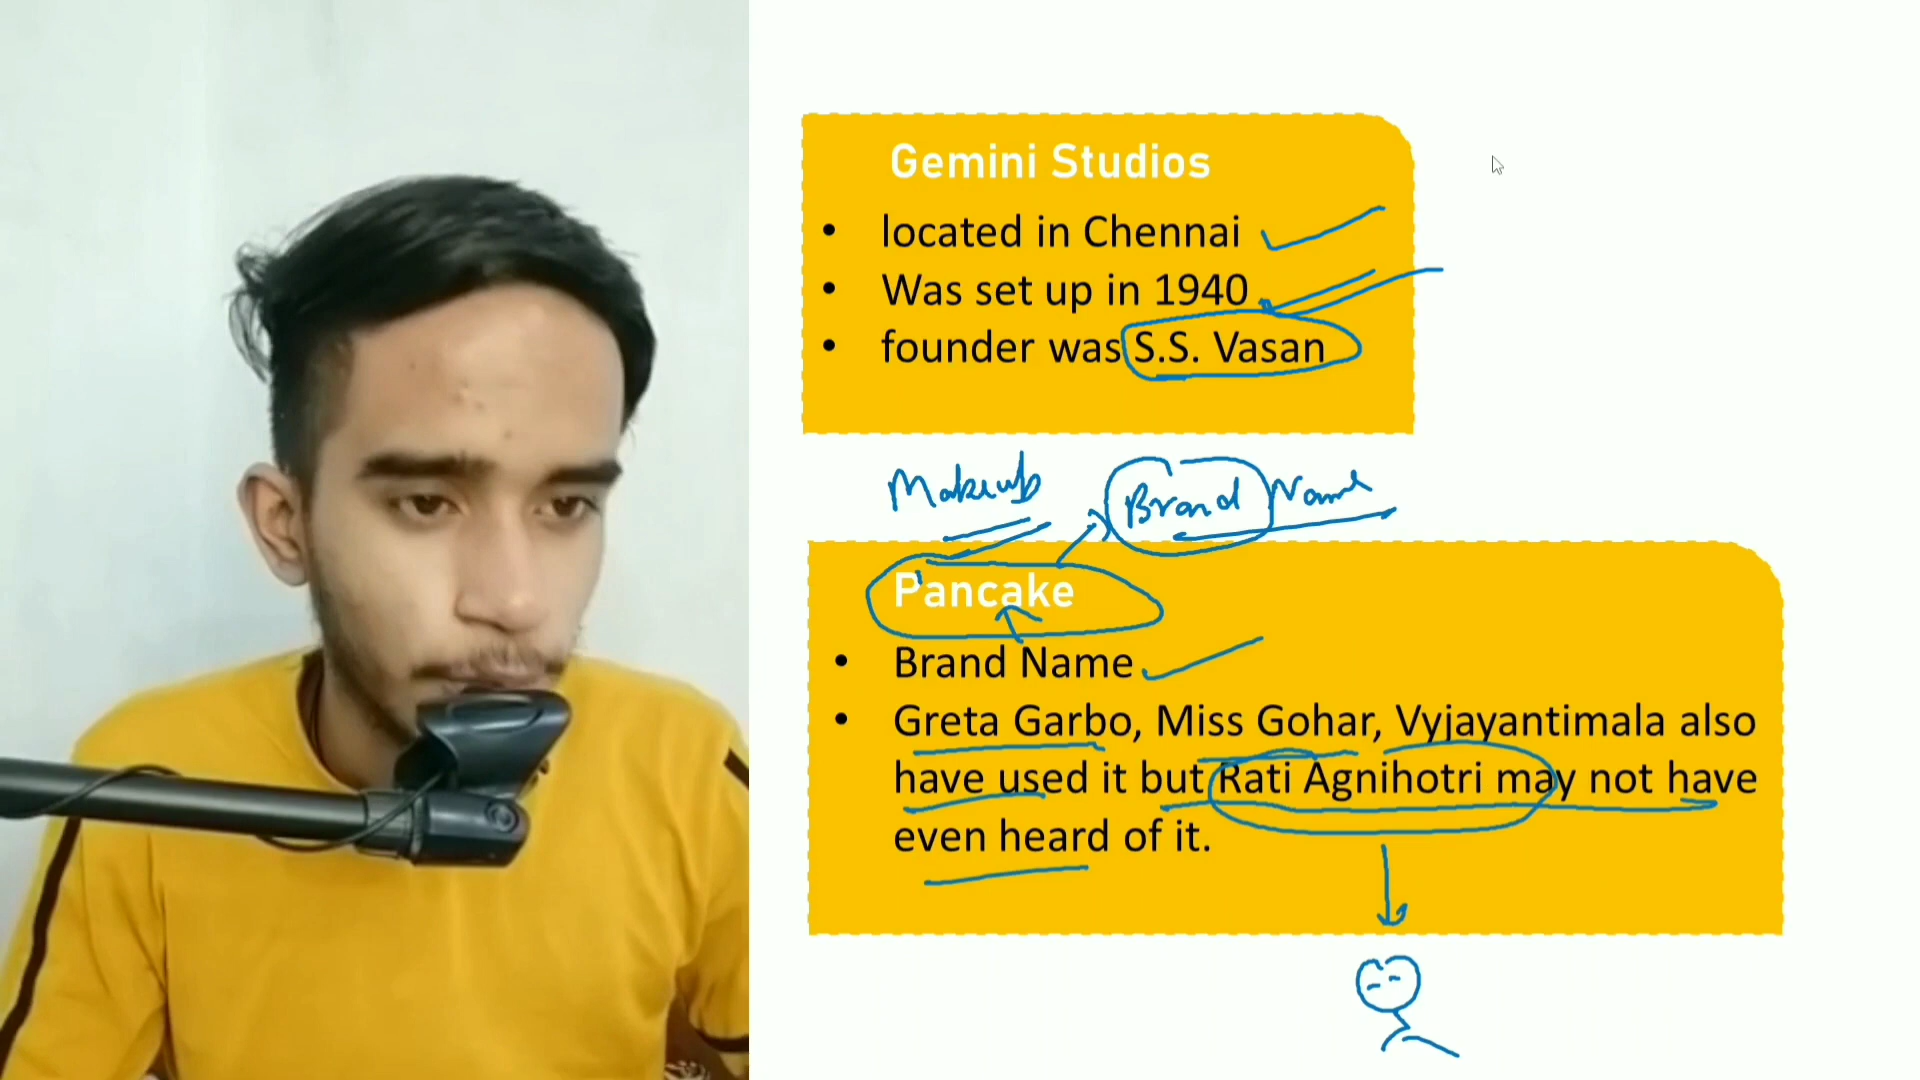 Gemini Studios
• located in Chennai
• Was set up in 1940
• founder was S.S. Vasan
Makeup Brand Name
Pancake
• Brand Name
• Greta Garbo, Miss Gohar, Vyjayantimala also
have used it but Rati Agnihotri may not have
even heard of it.